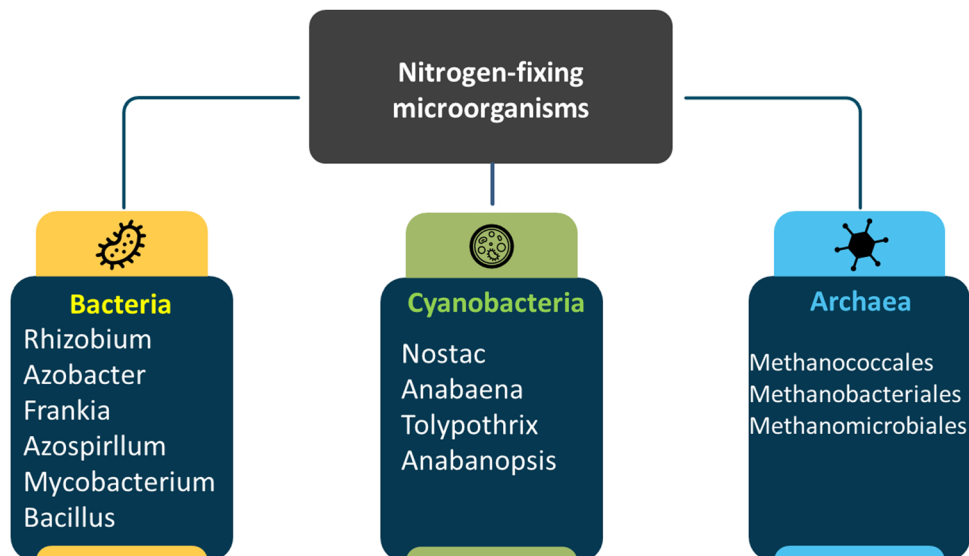 Nitrogen-fixing
microorganisms
Bacteria
Rhizobium
Azobacter
Frankia
Azospirllum
Mycobacterium
Bacillus
Cyanobacteria
Nostac
Anabaena
Tolypothrix
Anabanopsis
Archaea
Methanococcales
Methanobacteriales
Methanomicrobiales